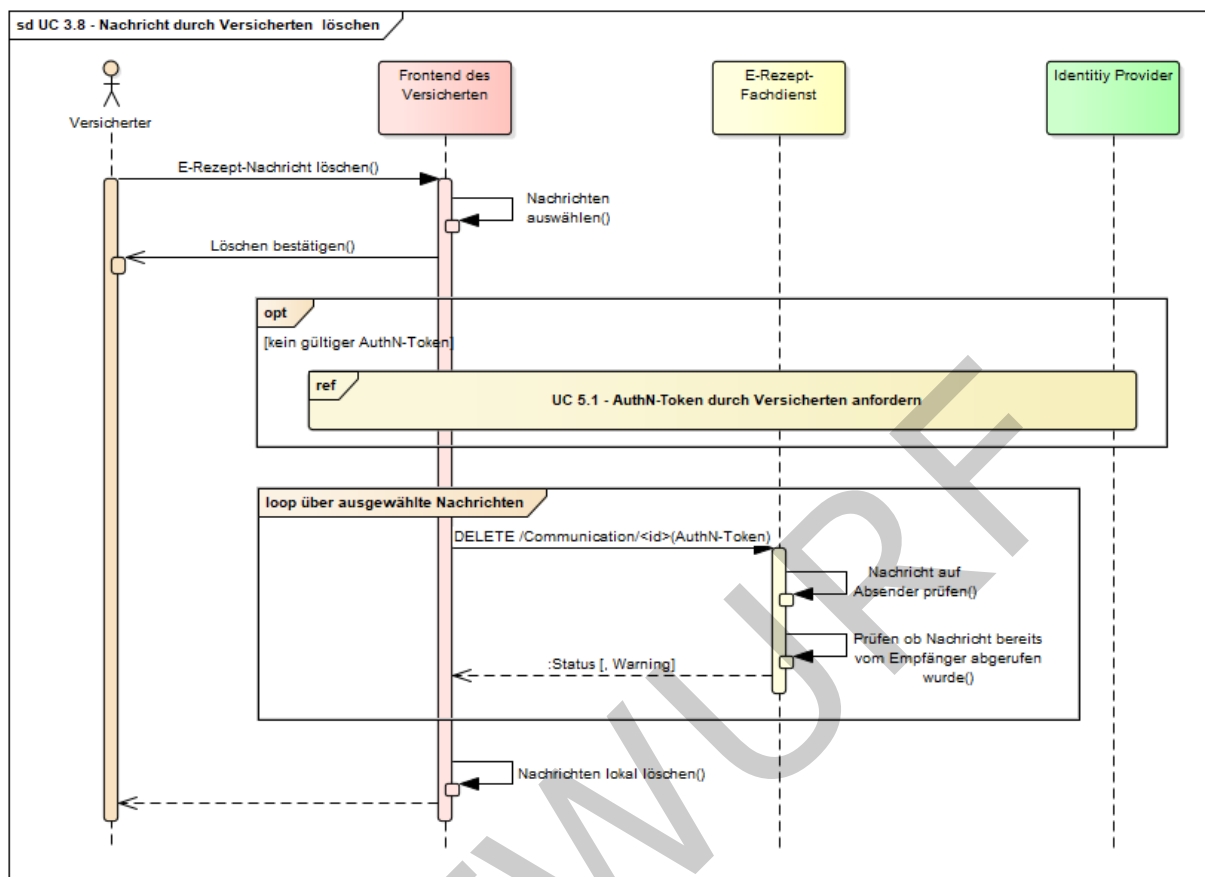 sd UC 3.8 - Nachricht durch Versicherten löschen
Versicherter
Frontend des
Versicherten
E-Rezept-
Fachdienst
Identitiy Provider
E-Rezept-Nachricht löschen()
Nachrichten
auswählen()
Löschen bestätigen()
opt
[kein gültiger AuthN-Token]
ref
UC 5.1 - AuthN-Token durch Versicherten anfordern
loop über ausgewählte Nachrichten
DELETE /Communication/<id>(AuthN-Token)
Nachricht auf
Absender prüfen()
Prüfen ob Nachricht bereits
vom Empfänger abgerufen
wurde()
:Status [, Warning]
Nachrichten lokal löschen()
TWURF